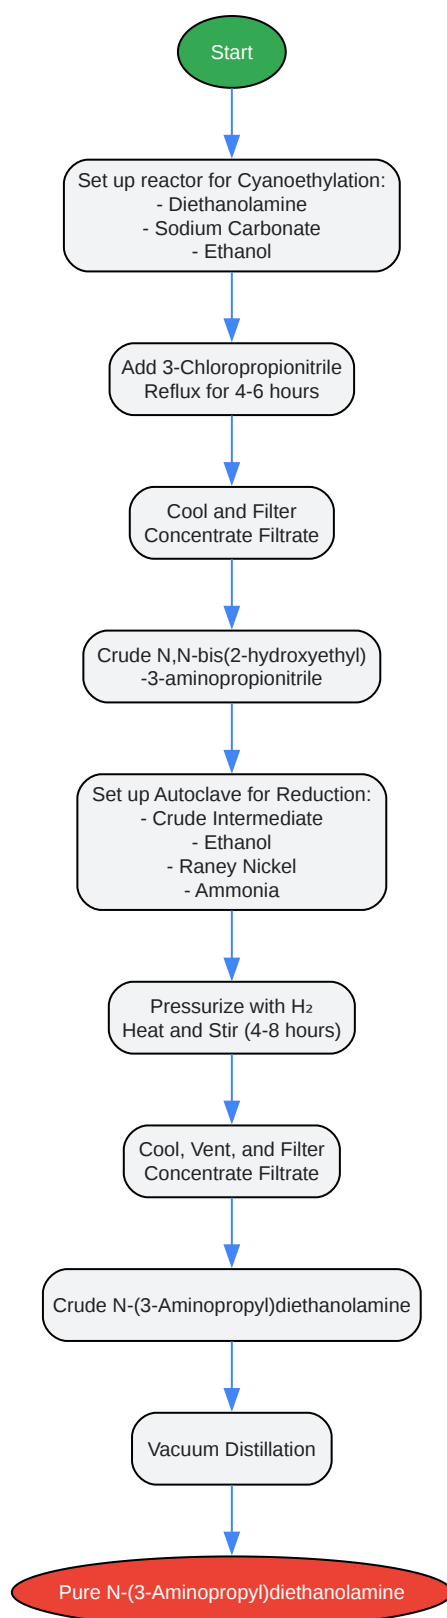 Start
Set up reactor for Cyanoethylation:
- Diethanolamine
- Sodium Carbonate
- Ethanol
Add 3-Chloropropionitrile
Reflux for 4-6 hours
Cool and Filter
Concentrate Filtrate
Crude N,N-bis(2-hydroxyethyl)
-3-aminopropionitrile
Set up Autoclave for Reduction:
- Crude Intermediate
- Ethanol
- Raney Nickel
- Ammonia
Pressurize with H₂
Heat and Stir (4-8 hours)
Cool, Vent, and Filter
Concentrate Filtrate
Crude N-(3-Aminopropyl)diethanolamine
Vacuum Distillation
Pure N-(3-Aminopropyl)diethanolamine